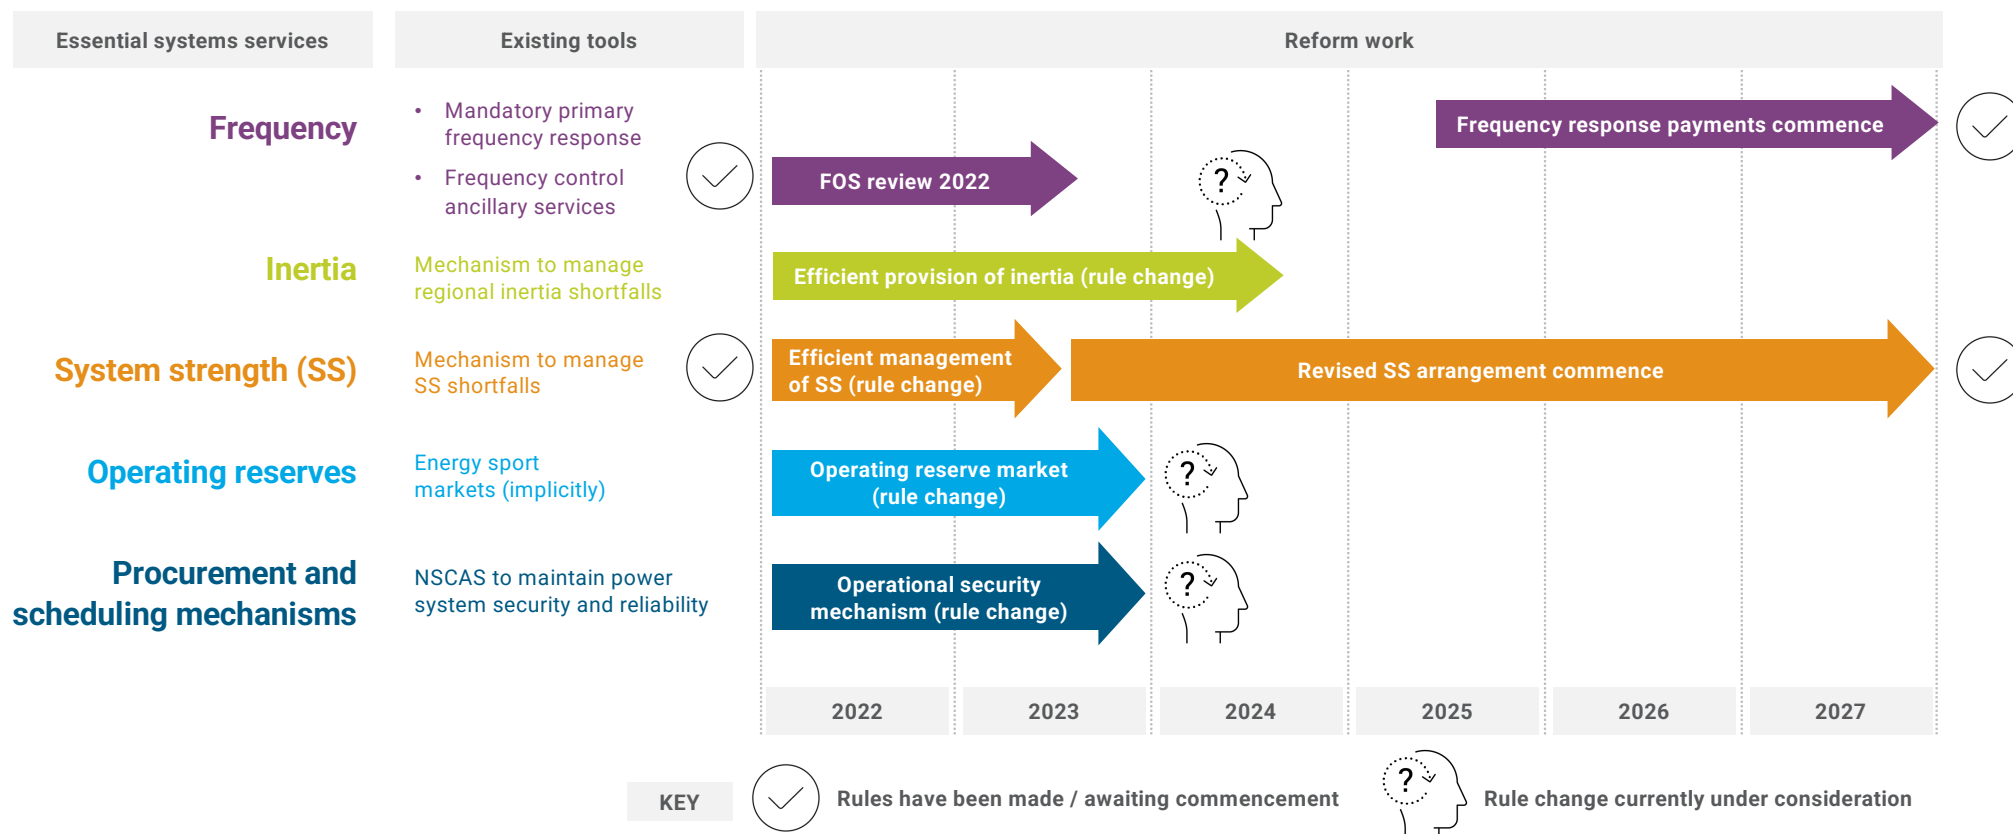 Essential systems services
Existing tools
Reform work
Frequency
• Mandatory primary
frequency response
• Frequency control
ancillary services
Frequency response payments commence
FOS review 2022
?
Inertia
Mechanism to manage
regional inertia shortfalls
Efficient provision of inertia (rule change)
System strength (SS)
Mechanism to manage
SS shortfalls
Efficient management
of SS (rule change)
Revised SS arrangement commence
Operating reserves
Energy sport
markets (implicitly)
Operating reserve market
(rule change)
?
Procurement and
scheduling mechanisms
NSCAS to maintain power
system security and reliability
Operational security
mechanism (rule change)
?
2022
2023
2024
2025
2026
2027
KEY
Rules have been made / awaiting commencement
?
Rule change currently under consideration